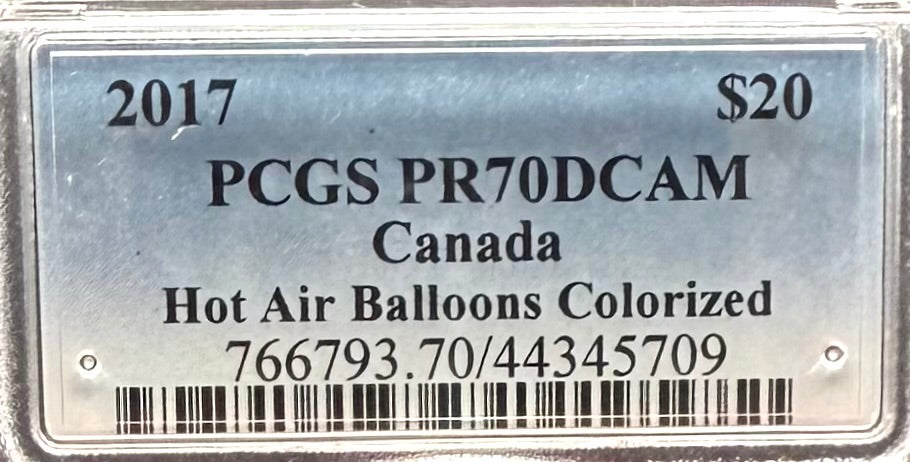 2017 $20
PCGS PR70DCAM
Canada
Hot Air Balloons Colorized
766793.70/44345709